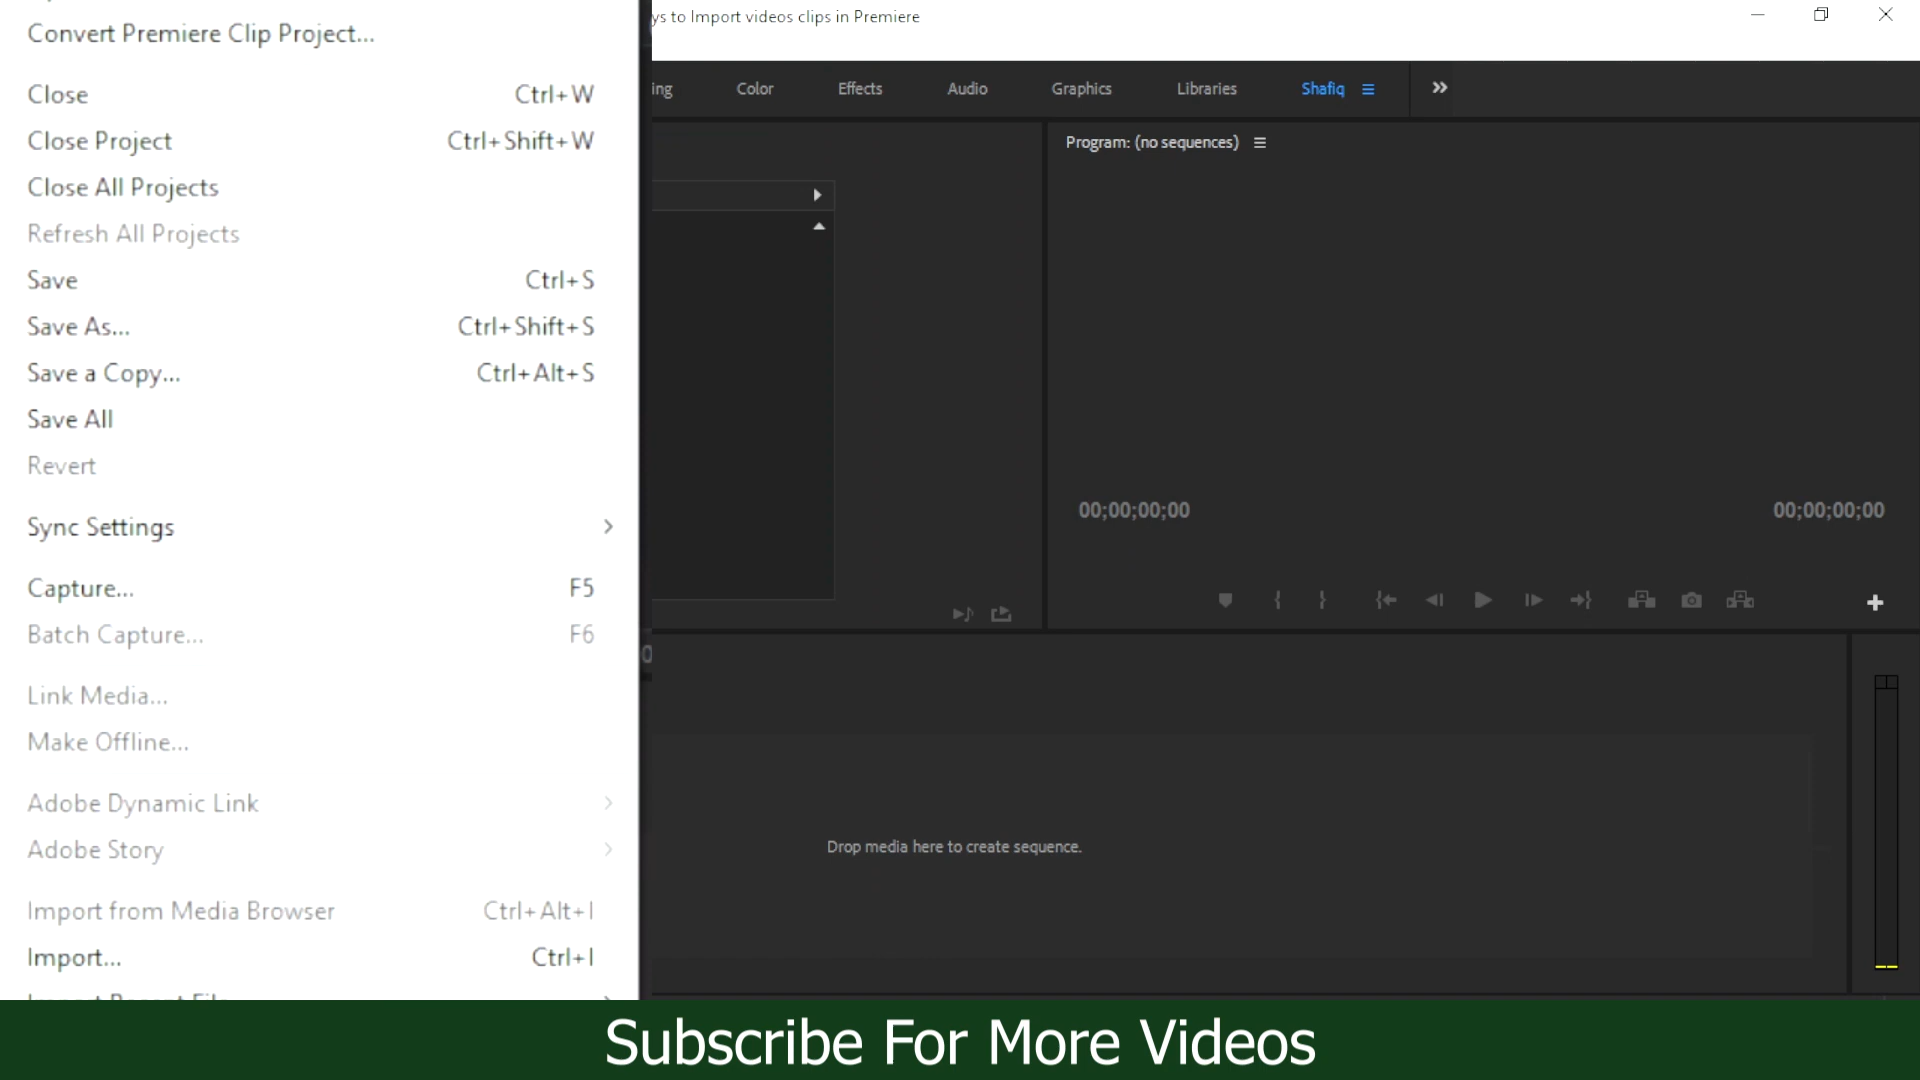 Convert Premiere Clip Project...
Close Ctrl+W
Close Project Ctrl+Shift+W
Close All Projects
Refresh All Projects
Save Ctrl+S
Save As... Ctrl+Shift+S
Save a Copy... Ctrl+Alt+S
Save All
Revert
Sync Settings
Capture... F5
Batch Capture... F6
Link Media...
Make Offline...
Adobe Dynamic Link
Adobe Story
Import from Media Browser Ctrl+Alt+I
Import... Ctrl+I
to Import videos clips in Premiere
Color Effects Audio Graphics Libraries Shafiq
Program: (no sequences)
00;00;00;00 00;00;00;00
Drop media here to create sequence.
Subscribe For More Videos